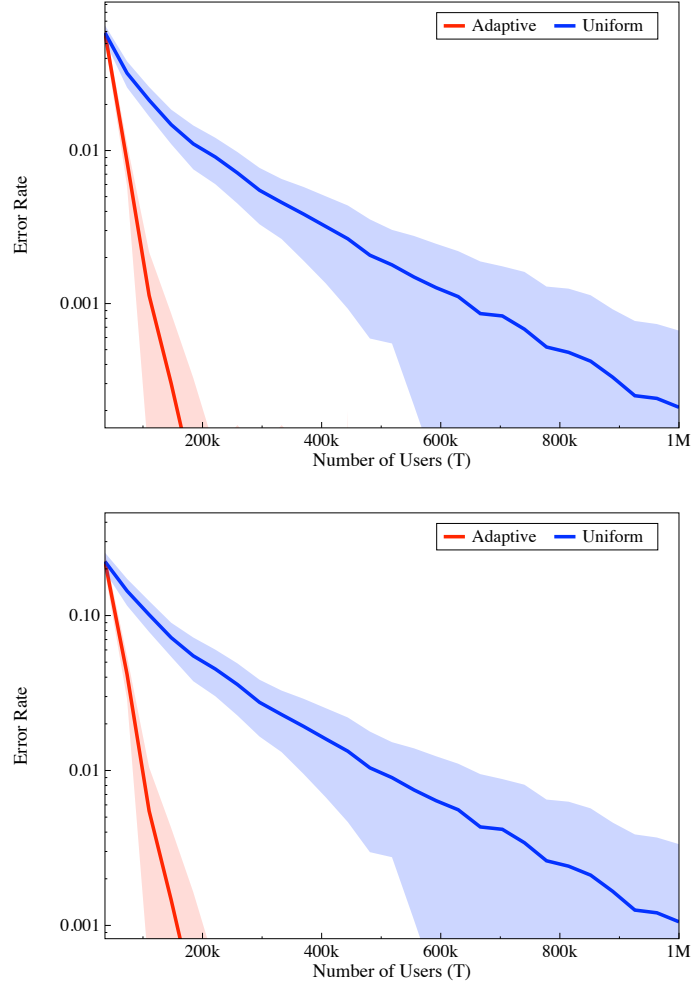 Adaptive Uniform
Error Rate
0.01
0.001
200k 400k 600k 800k 1M
Number of Users (T)
Adaptive Uniform
Error Rate
0.10
0.01
0.001
200k 400k 600k 800k 1M
Number of Users (T)